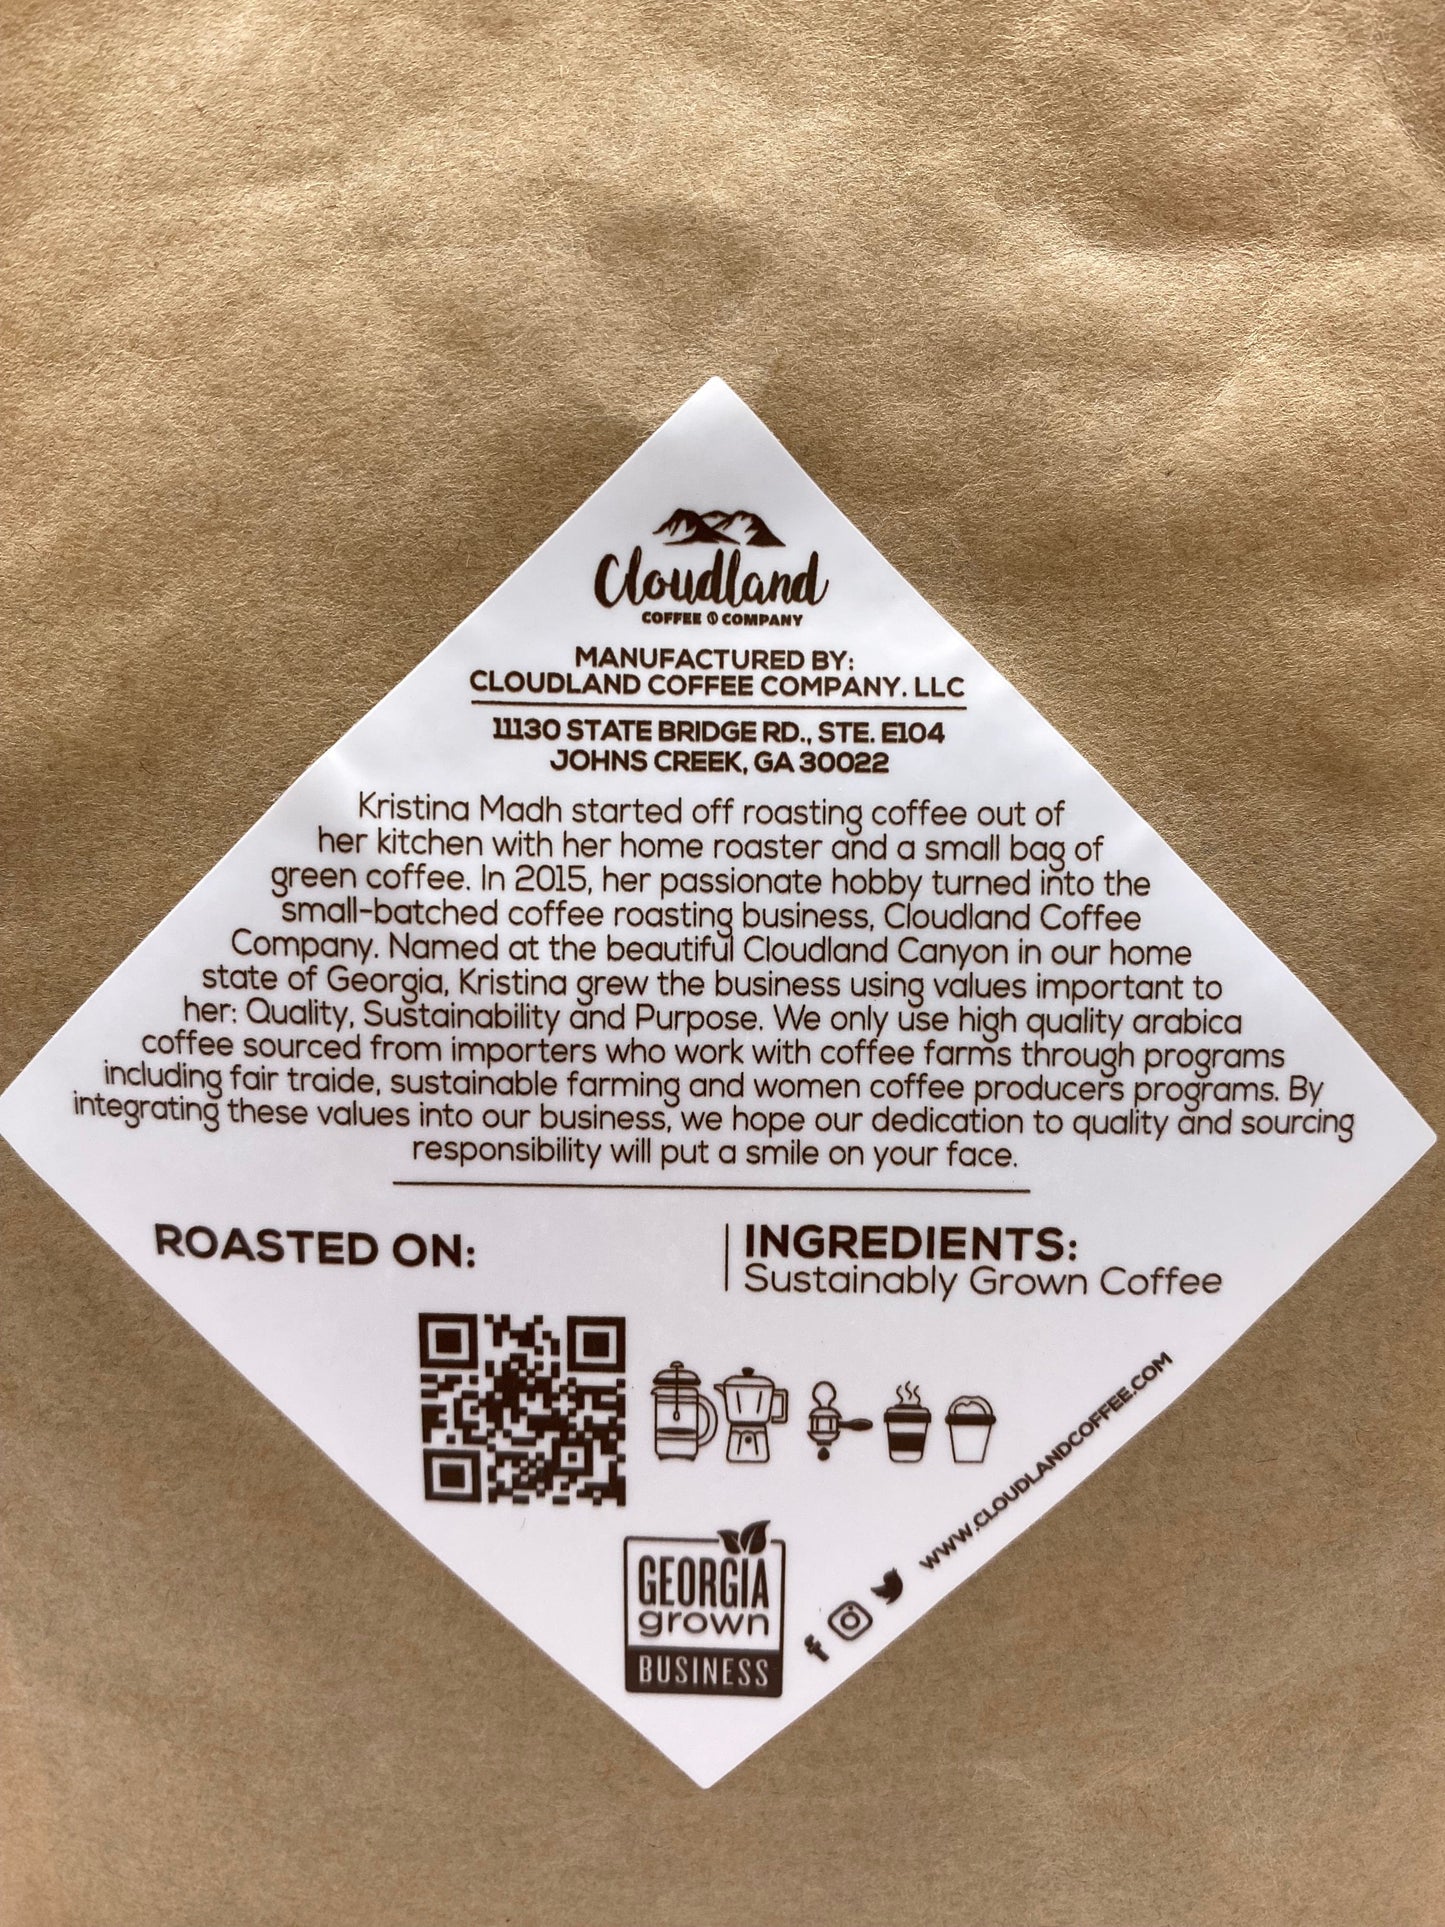 Cloudland
COFFEE COMPANY
MANUFACTURED BY:
CLOUDLAND COFFEE COMPANY. LLC
11130 STATE BRIDGE RD., STE. E104
JOHNS CREEK, GA 30022
Kristina Madh started off roasting coffee out of
her kitchen with her home roaster and a small bag of
green coffee. In 2015, her passionate hobby turned into the
small-batched coffee roasting business, Cloudland Coffee
Company. Named at the beautiful Cloudland Canyon in our home
state of Georgia, Kristina grew the business using values important to
her: Quality, Sustainability and Purpose. We only use high quality arabica
coffee sourced from importers who work with coffee farms through programs
including fair traide, sustainable farming and women coffee producers programs. By
integrating these values into our business, we hope our dedication to quality and sourcing
responsibility will put a smile on your face.
ROASTED ON:
INGREDIENTS:
Sustainably Grown Coffee
WWW.CLOUDLANDCOFFEE.COM
GEORGIA
grown
BUSINESS